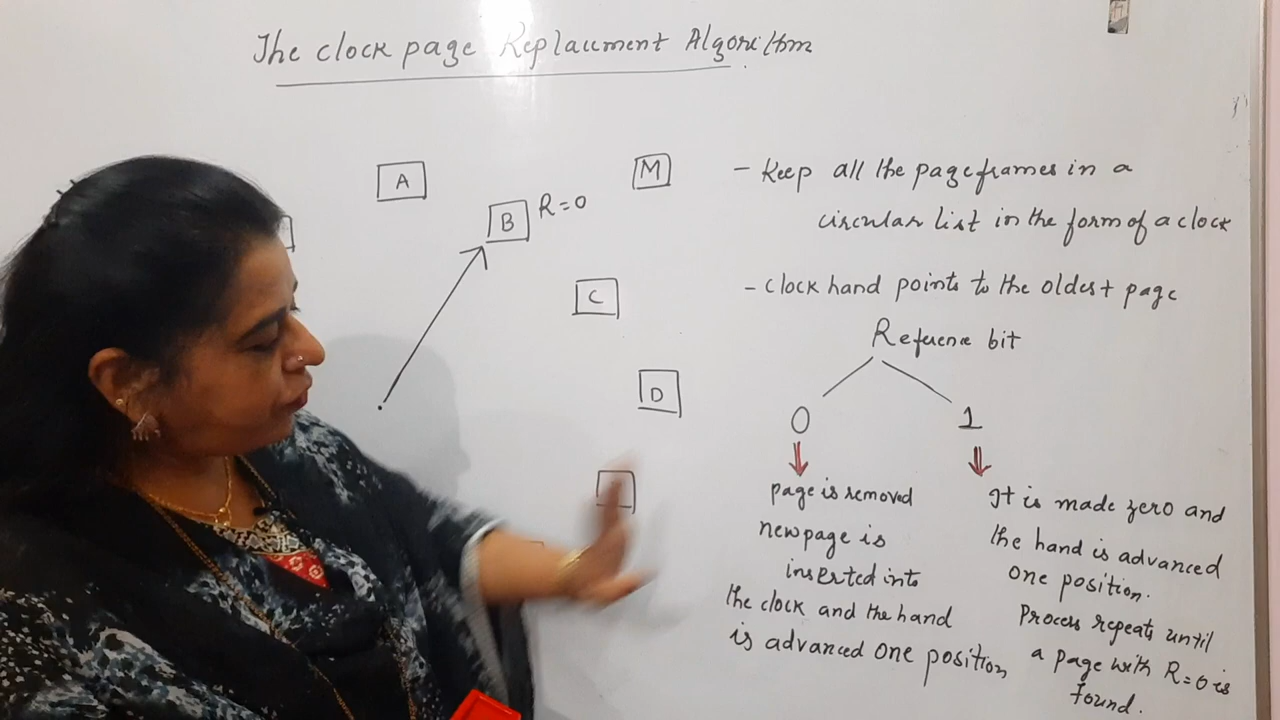 The clock page Replacement Algorithm
A
M
B R=0
C
D
- Keep all the pageframes in a
circular list in the form of a clock
- clock hand points to the oldest page
Reference bit
0 1
page is removed
new page is
inserted into
the clock and the hand
is advanced one position
It is made zero and
the hand is advanced
one position.
Process repeats until
a page with R=0 is
found.